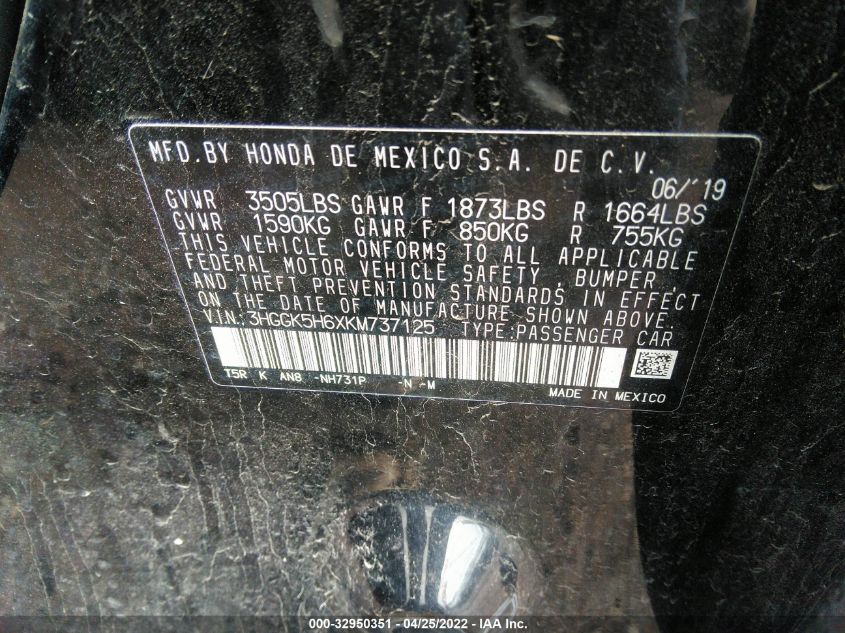 MFD.BY HONDA DE MEXICO S.A. DE C.V.
06/'19
GVWR 3505LBS GAWR F 1873LBS R 1664LBS
GVWR 1590KG GAWR F 850KG R 755KG
THIS VEHICLE CONFORMS TO ALL APPLICABLE
FEDERAL MOTOR VEHICLE SAFETY, BUMPER,
AND THEFT PREVENTION STANDARDS IN EFFECT
ON THE DATE OF MANUFACTURE SHOWN ABOVE.
VIN: 3HGGK5H6XKM737125 TYPE:PASSENGER CAR
T5R K AN8 -NH731P -N -M
MADE IN MEXICO
000-32950351 - 04/25/2022 - IAA Inc.